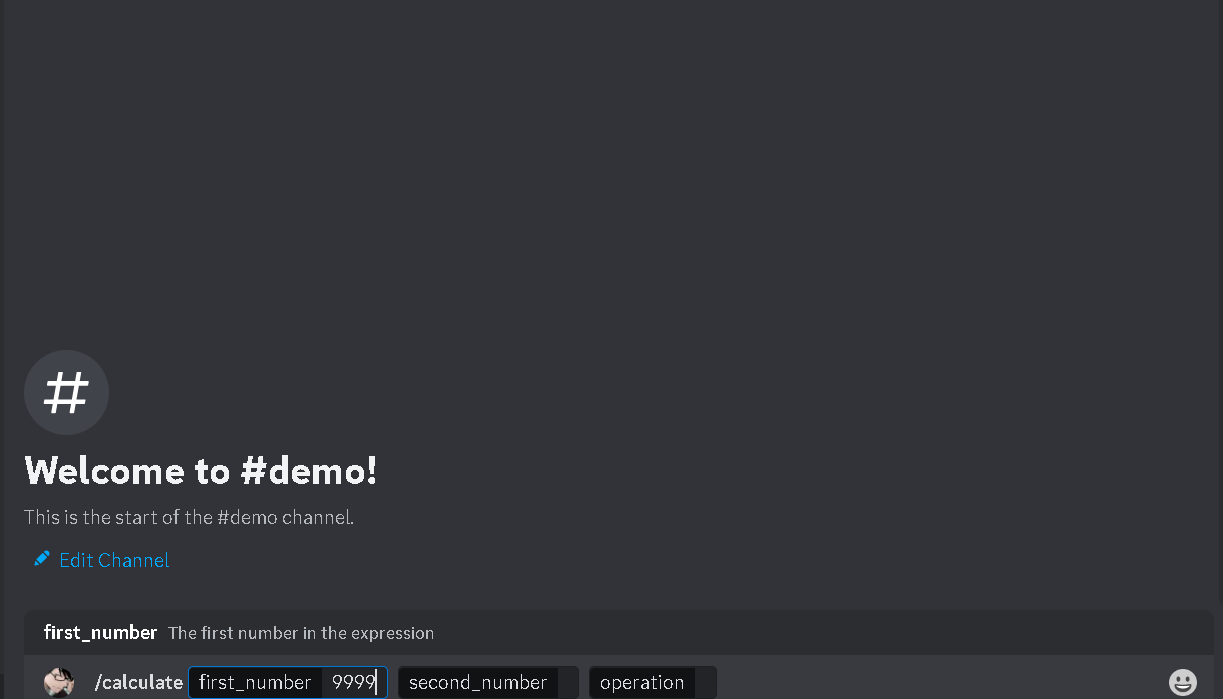 #
Welcome to #demo!
This is the start of the #demo channel.
Edit Channel
first_number The first number in the expression
/calculate first_number 9999 second_number operation